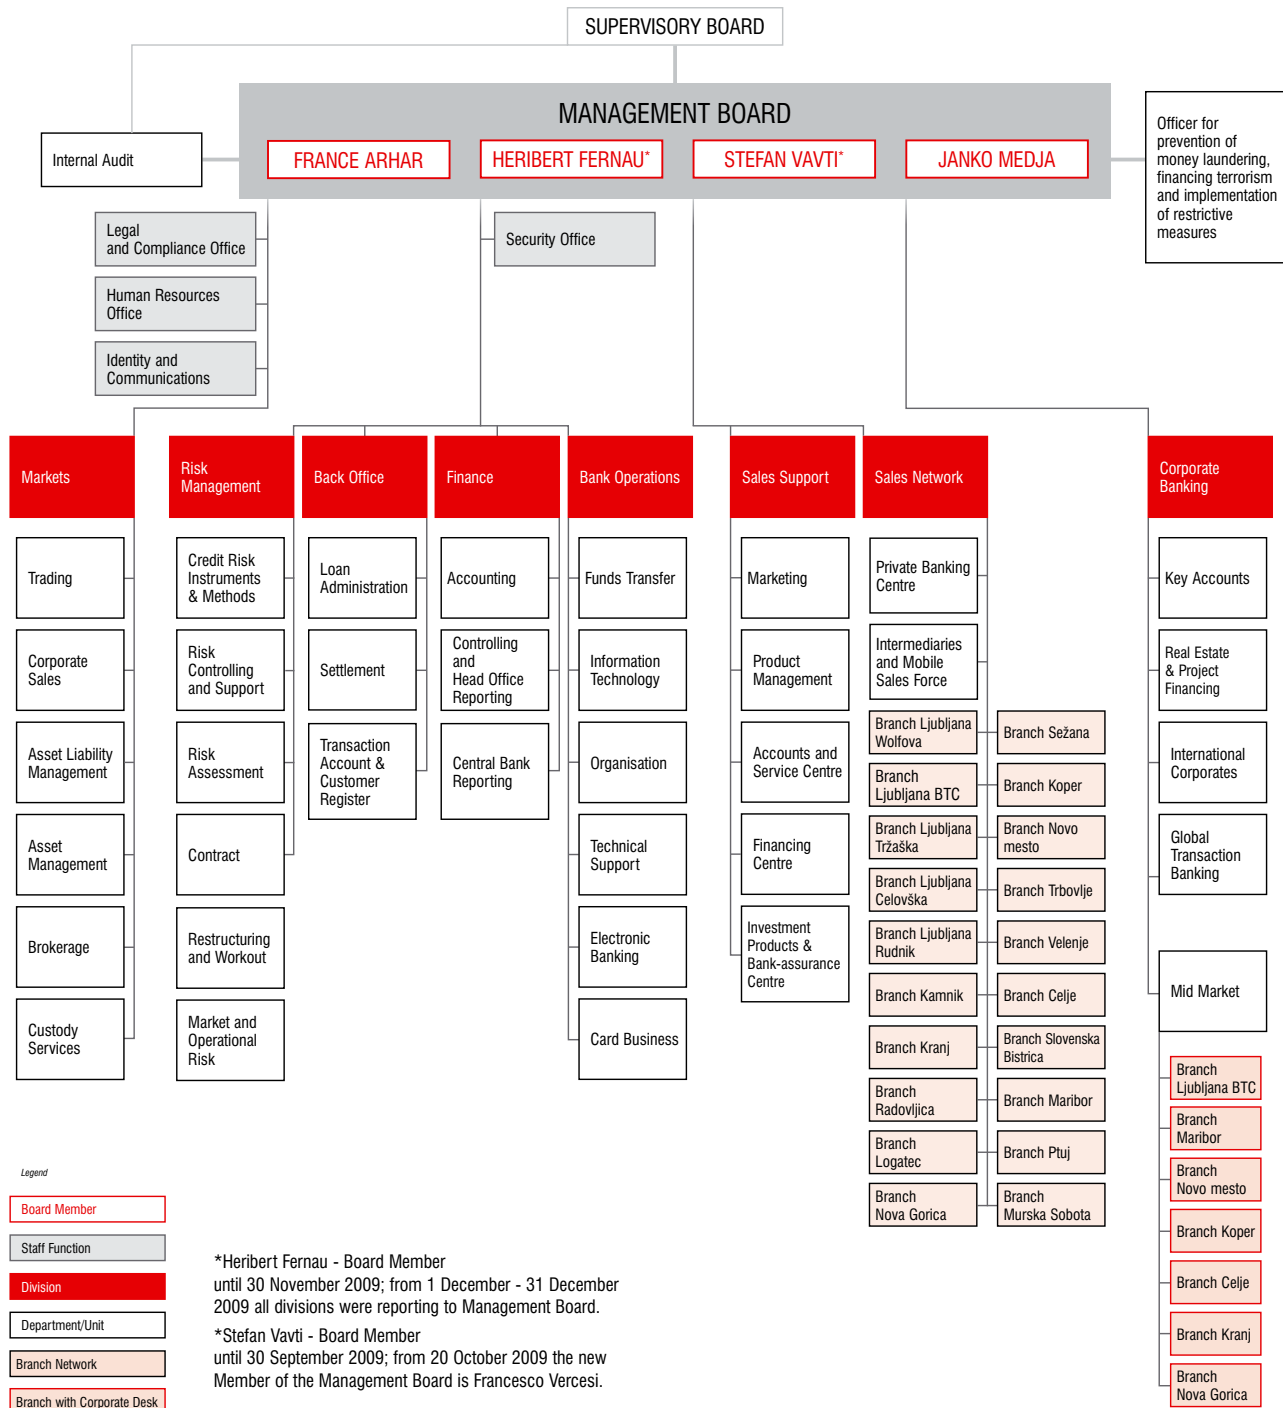 SUPERVISORY BOARD
MANAGEMENT BOARD
Internal Audit
FRANCE ARHAR
HERIBERT FERNAU*
STEFAN VAVTI*
JANKO MEDJA
Officer for
prevention of
money laundering,
financing terrorism
and implementation
of restrictive
measures
Legal
and Compliance Office
Human Resources
Office
Identity and
Communications
Security Office
Markets
Trading
Corporate
Sales
Asset Liability
Management
Asset
Management
Brokerage
Custody
Services
Risk
Management
Credit Risk
Instruments
& Methods
Risk
Controlling
and Support
Risk
Assessment
Contract
Restructuring
and Workout
Market and
Operational
Risk
Back Office
Loan
Administration
Settlement
Transaction
Account &
Customer
Register
Finance
Accounting
Controlling
and
Head Office
Reporting
Central Bank
Reporting
Bank Operations
Funds Transfer
Information
Technology
Organisation
Technical
Support
Electronic
Banking
Card Business
Sales Support
Marketing
Product
Management
Accounts and
Service Centre
Financing
Centre
Investment
Products &
Bank-assurance
Centre
Sales Network
Private Banking
Centre
Intermediaries
and Mobile
Sales Force
Branch Ljubljana
Wolfova
Branch
Ljubljana BTC
Branch Ljubljana
Tržaška
Branch Ljubljana
Celovška
Branch Ljubljana
Rudnik
Branch Kamnik
Branch Kranj
Branch
Radovljica
Branch
Logatec
Branch
Nova Gorica
Branch Sežana
Branch Koper
Branch Novo
mesto
Branch Trbovlje
Branch Velenje
Branch Celje
Branch Slovenska
Bistrica
Branch Maribor
Branch Ptuj
Branch
Murska Sobota
Corporate
Banking
Key Accounts
Real Estate
& Project
Financing
International
Corporates
Global
Transaction
Banking
Mid Market
Branch
Ljubljana BTC
Branch
Maribor
Branch
Novo mesto
Branch Koper
Branch Celje
Branch Kranj
Branch
Nova Gorica
Legend
Board Member
Staff Function
Division
Department/Unit
Branch Network
Branch with Corporate Desk
*Heribert Fernau - Board Member
until 30 November 2009; from 1 December - 31 December
2009 all divisions were reporting to Management Board.
*Stefan Vavti - Board Member
until 30 September 2009; from 20 October 2009 the new
Member of the Management Board is Francesco Vercesi.